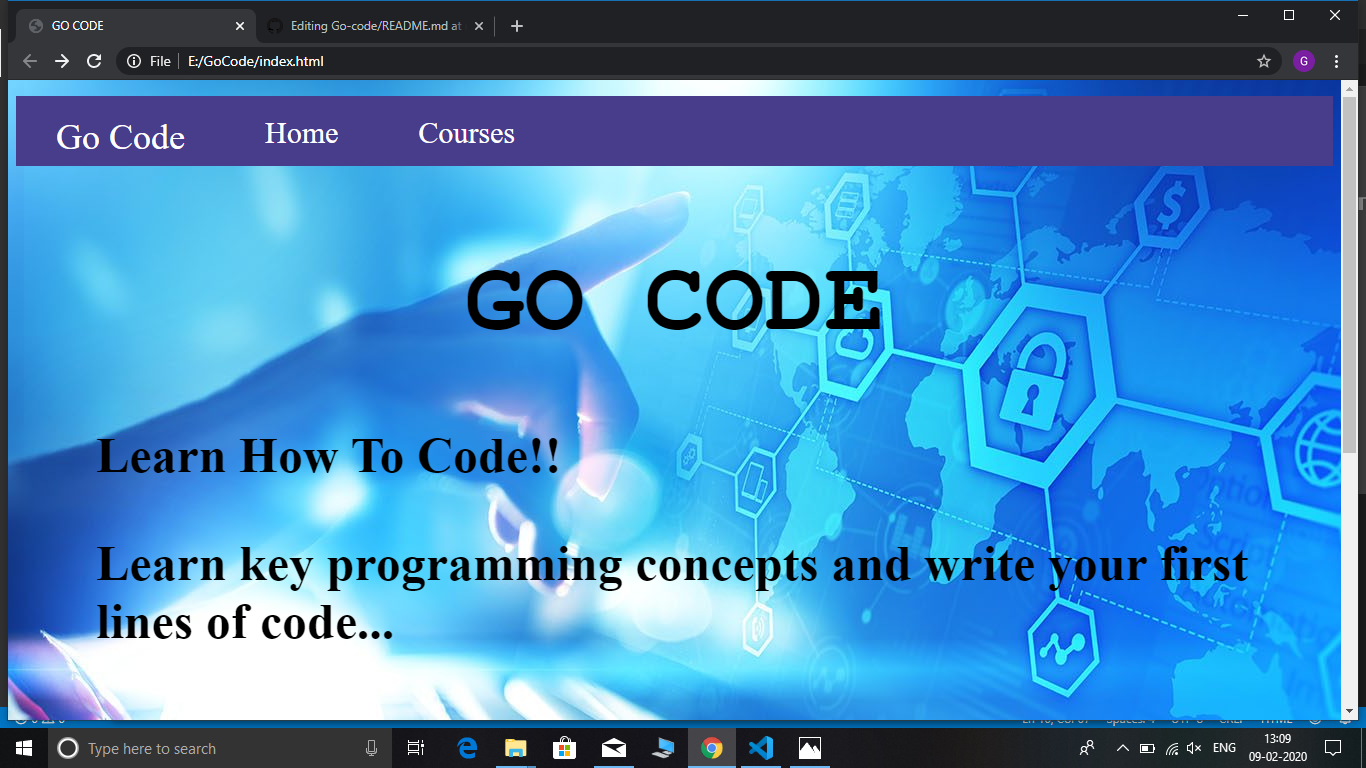 GO CODE
Editing Go-code/README.md at
File
E:/GoCode/index.html
G
Go Code Home Courses
GO CODE
Learn How To Code!!
Learn key programming concepts and write your first
lines of code...
Type here to search
ENG
13:09
09-02-2020